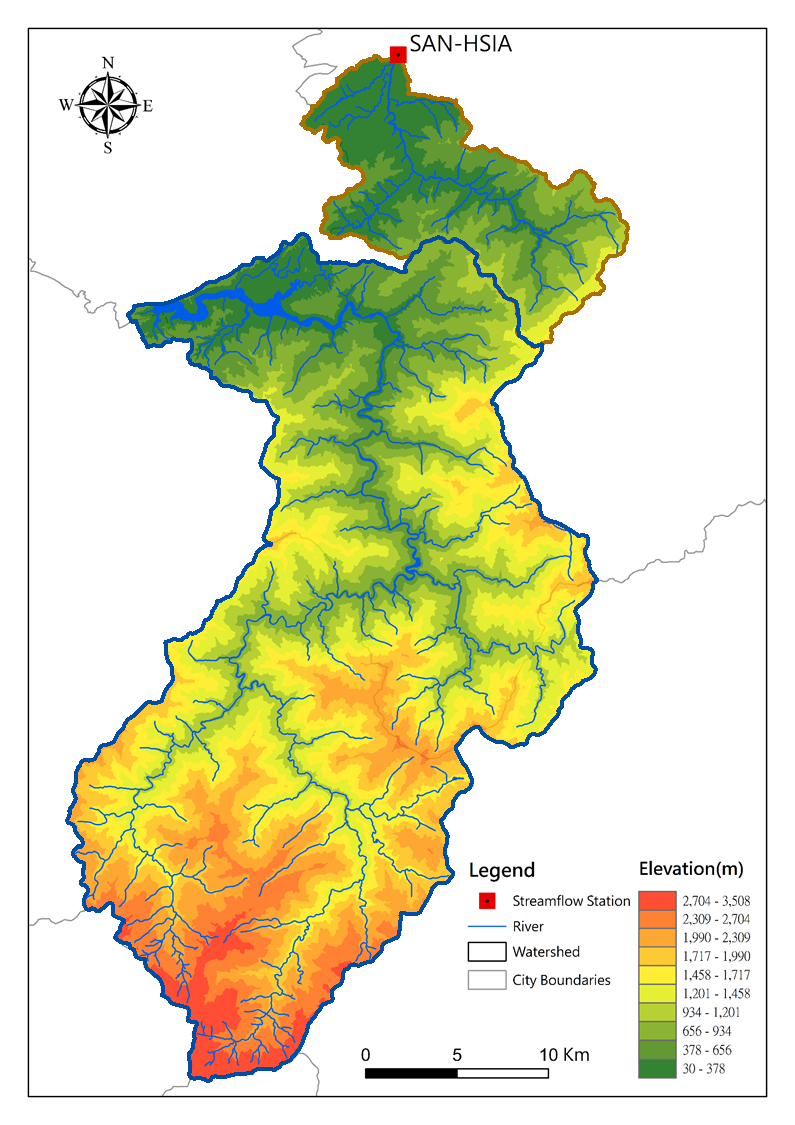 SAN-HSIA
N
W E
S
Legend
Streamflow Station
River
Watershed
City Boundaries
Elevation(m)
2,704 - 3,508
2,309 - 2,704
1,990 - 2,309
1,717 - 1,990
1,458 - 1,717
1,201 - 1,458
934 - 1,201
656 - 934
378 - 656
30 - 378
0 5 10 Km